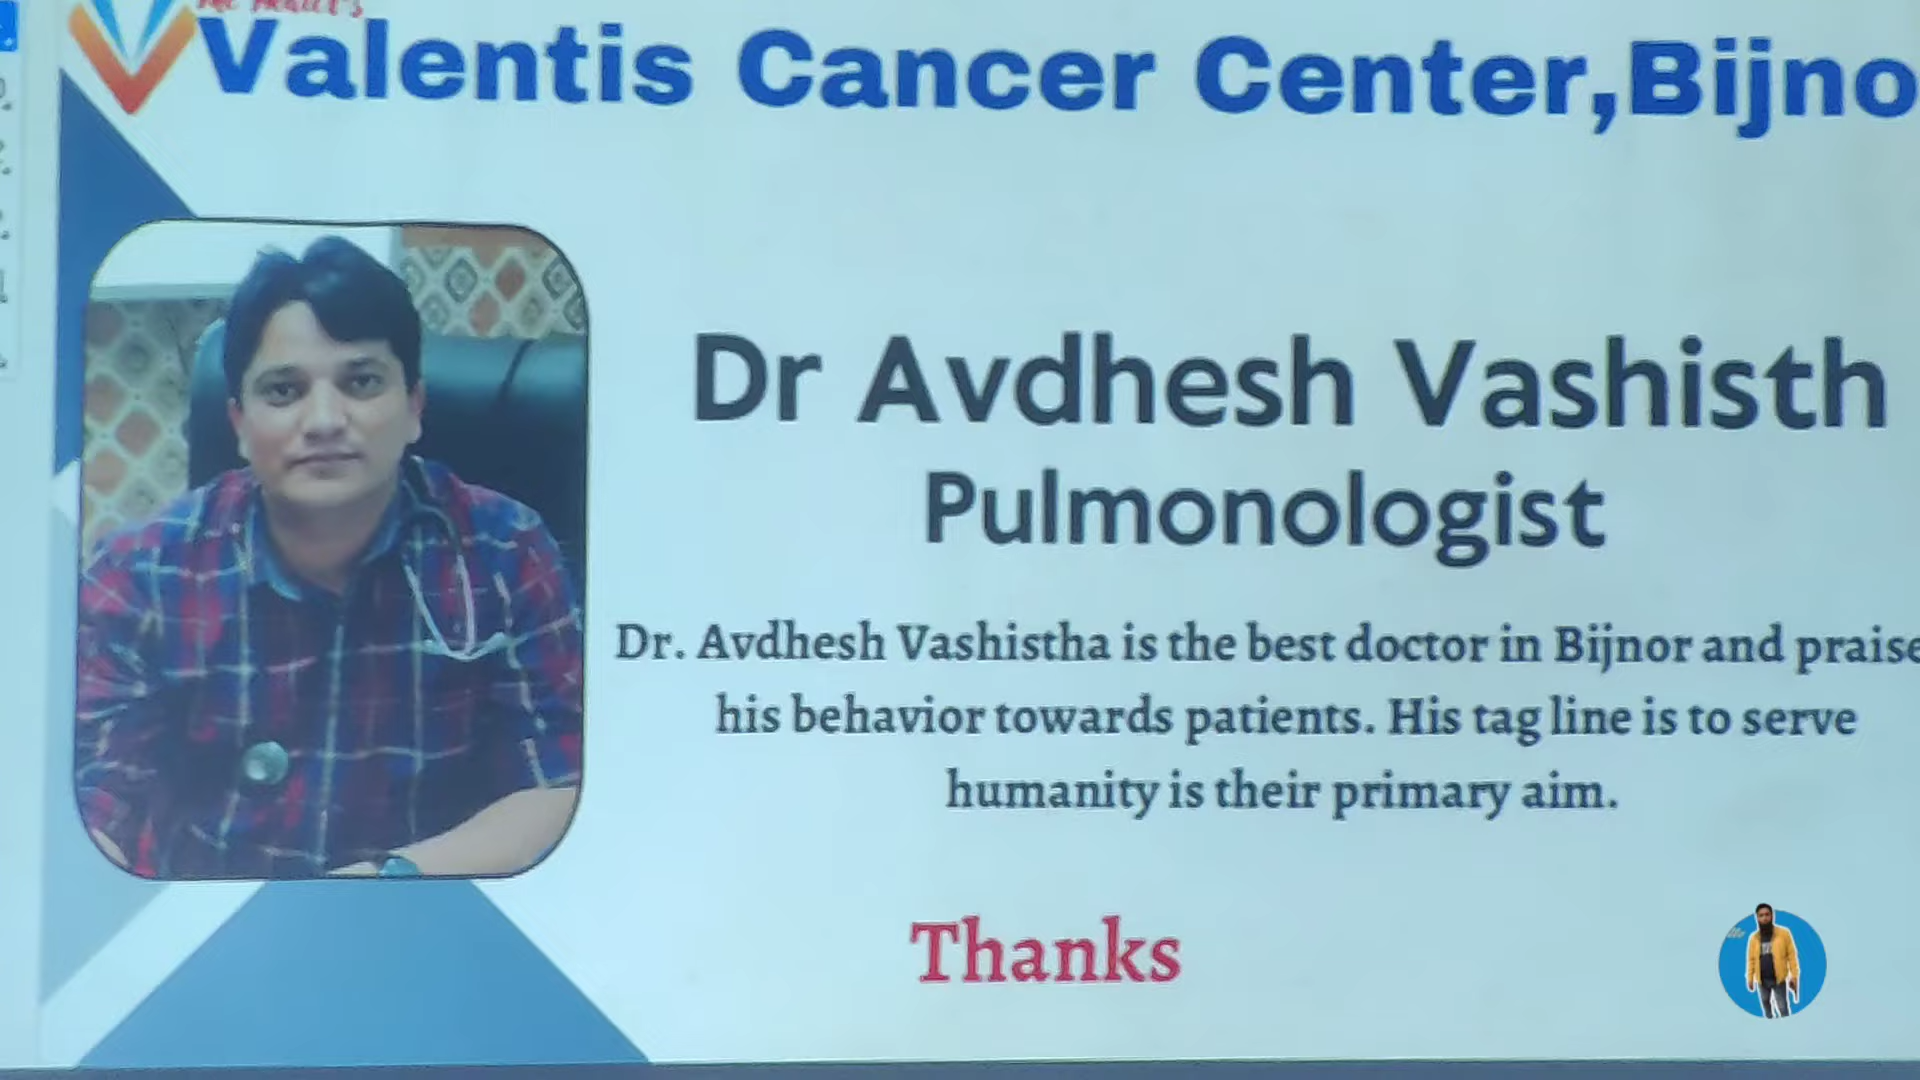 Valentis Cancer Center,Bijno
Dr Avdhesh Vashisth
Pulmonologist
Dr. Avdhesh Vashistha is the best doctor in Bijnor and praise
his behavior towards patients. His tag line is to serve
humanity is their primary aim.
Thanks